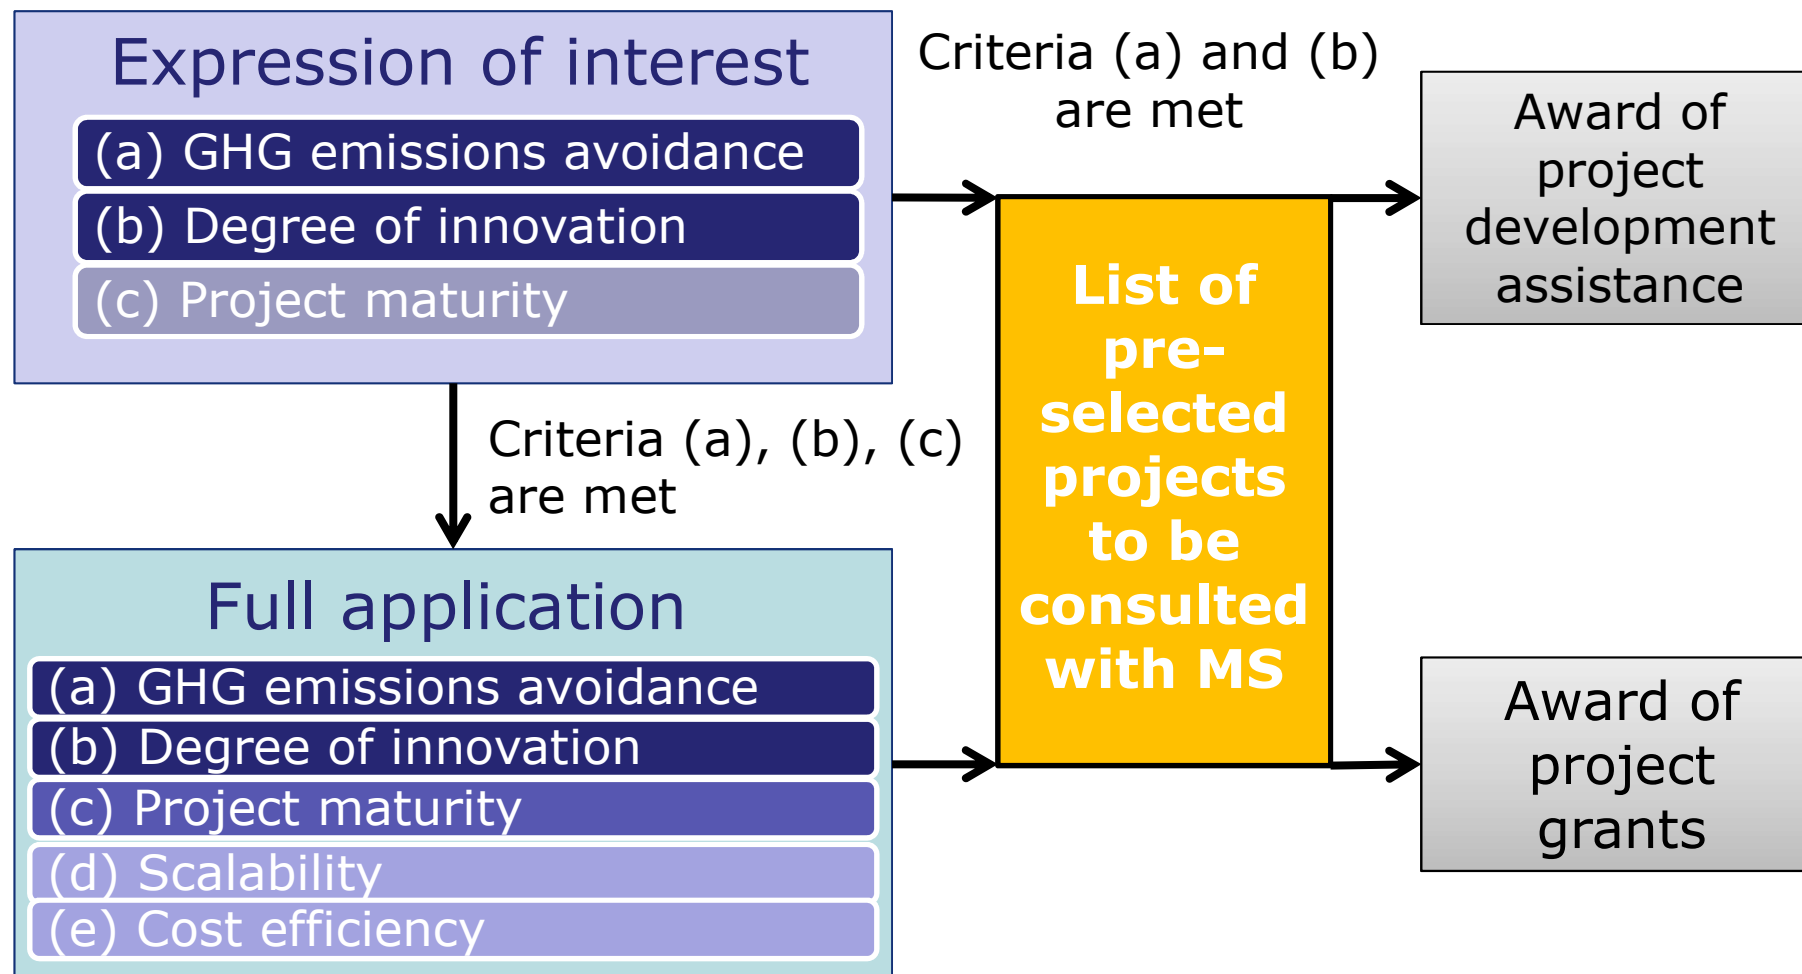 Expression of interest
(a) GHG emissions avoidance
(b) Degree of innovation
(c) Project maturity
Criteria (a) and (b)
are met
Award of
project
development
assistance
List of
pre-
selected
projects
to be
consulted
with MS
Criteria (a), (b), (c)
are met
Full application
(a) GHG emissions avoidance
(b) Degree of innovation
(c) Project maturity
(d) Scalability
(e) Cost efficiency
Award of
project
grants